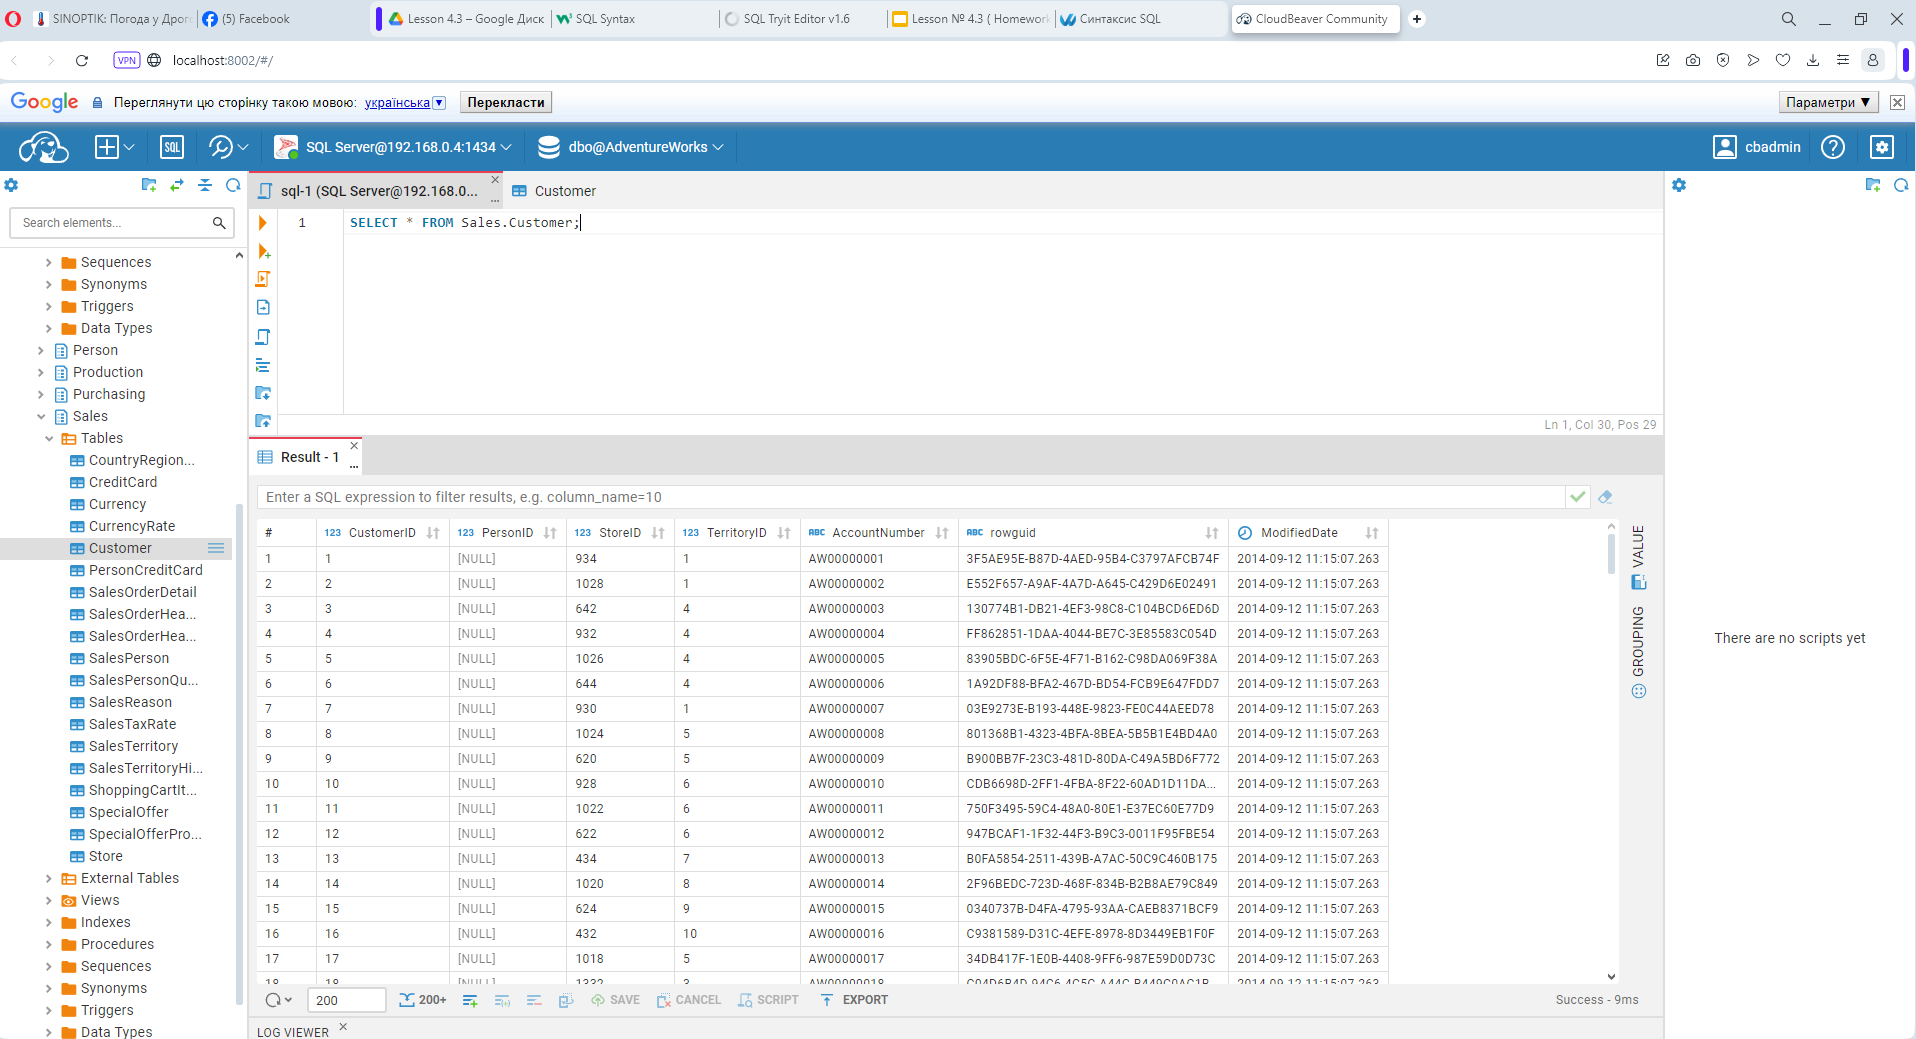 SINOPTIK: Погода у Дрог
(5) Facebook
Lesson 4.3 – Google Диск
SQL Syntax
SQL Tryit Editor v1.6
Lesson № 4.3 ( Homework
Синтаксис SQL
CloudBeaver Community
VPN
localhost:8002/#/
Google
Переглянути цю сторінку такою мовою: українська
Перекласти
Параметри ▼
SQL
SQL Server@192.168.0.4:1434
dbo@AdventureWorks
cbadmin
sql-1 (SQL Server@192.168.0...
Customer
Search elements...
1 SELECT * FROM Sales.Customer;
Sequences
Synonyms
Triggers
Data Types
Person
Production
Purchasing
Sales
Tables
CountryRegion...
CreditCard
Currency
CurrencyRate
Customer
PersonCreditCard
SalesOrderDetail
SalesOrderHea...
SalesOrderHea...
SalesPerson
SalesPersonQu...
SalesReason
SalesTaxRate
SalesTerritory
SalesTerritoryHi...
ShoppingCartIt...
SpecialOffer
SpecialOfferPro...
Store
External Tables
Views
Indexes
Procedures
Sequences
Synonyms
Triggers
Data Types
Ln 1, Col 30, Pos 29
Result - 1
Enter a SQL expression to filter results, e.g. column_name=10
# 123 CustomerID 123 PersonID 123 StoreID 123 TerritoryID ABC AccountNumber ABC rowguid ModifiedDate
1 1 [NULL] 934 1 AW00000001 3F5AE95E-B87D-4AED-95B4-C3797AFCB74F 2014-09-12 11:15:07.263
2 2 [NULL] 1028 1 AW00000002 E552F657-A9AF-4A7D-A645-C429D6E02491 2014-09-12 11:15:07.263
3 3 [NULL] 642 4 AW00000003 130774B1-DB21-4EF3-98C8-C104BCD6ED6D 2014-09-12 11:15:07.263
4 4 [NULL] 932 4 AW00000004 FF862851-1DAA-4044-BE7C-3E85583C054D 2014-09-12 11:15:07.263
5 5 [NULL] 1026 4 AW00000005 83905BDC-6F5E-4F71-B162-C98DA069F38A 2014-09-12 11:15:07.263
6 6 [NULL] 644 4 AW00000006 1A92DF88-BFA2-467D-BD54-FCB9E647FDD7 2014-09-12 11:15:07.263
7 7 [NULL] 930 1 AW00000007 03E9273E-B193-448E-9823-FE0C44AEED78 2014-09-12 11:15:07.263
8 8 [NULL] 1024 5 AW00000008 801368B1-4323-4BFA-8BEA-5B5B1E4BD4A0 2014-09-12 11:15:07.263
9 9 [NULL] 620 5 AW00000009 B900BB7F-23C3-481D-80DA-C49A5BD6F772 2014-09-12 11:15:07.263
10 10 [NULL] 928 6 AW00000010 CDB6698D-2FF1-4FBA-8F22-60AD1D11DA... 2014-09-12 11:15:07.263
11 11 [NULL] 1022 6 AW00000011 750F3495-59C4-48A0-80E1-E37EC60E77D9 2014-09-12 11:15:07.263
12 12 [NULL] 622 6 AW00000012 947BCAF1-1F32-44F3-B9C3-0011F95FBE54 2014-09-12 11:15:07.263
13 13 [NULL] 434 7 AW00000013 B0FA5854-2511-439B-A7AC-50C9C460B175 2014-09-12 11:15:07.263
14 14 [NULL] 1020 8 AW00000014 2F96BEDC-723D-468F-834B-B2B8AE79C849 2014-09-12 11:15:07.263
15 15 [NULL] 624 9 AW00000015 0340737B-D4FA-4795-93AA-CAEB8371BCF9 2014-09-12 11:15:07.263
16 16 [NULL] 432 10 AW00000016 C9381589-D31C-4EFE-8978-8D3449EB1F0F 2014-09-12 11:15:07.263
17 17 [NULL] 1018 5 AW00000017 34DB417F-1E0B-4408-9FF6-987E59D0D73C 2014-09-12 11:15:07.263
18 18 [NULL] 1332 3 AW00000018 2014-09-12 11:15:07.263
VALUE
GROUPING
200
200+
SAVE
CANCEL
SCRIPT
EXPORT
Success - 9ms
LOG VIEWER
There are no scripts yet